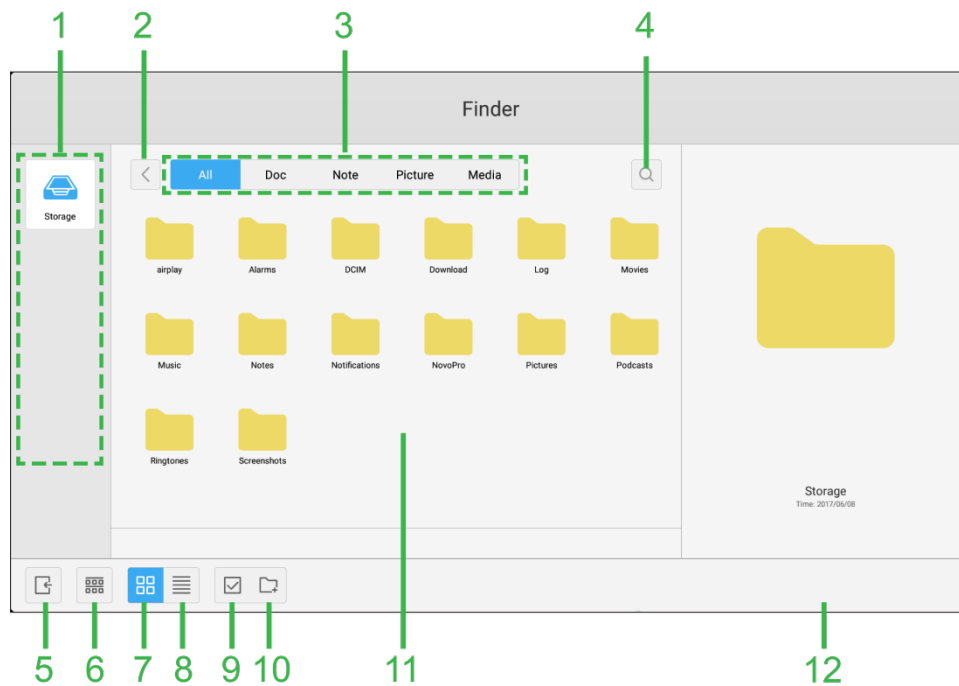 1 2 3 4
Finder
All Doc Note Picture Media
Storage
airplay Alarms DCIM Download Log Movies
Music Notes Notifications NovoPro Pictures Podcasts
Ringtones Screenshots
Storage
Time: 2017/06/08
5 6 7 8 9 10 11 12